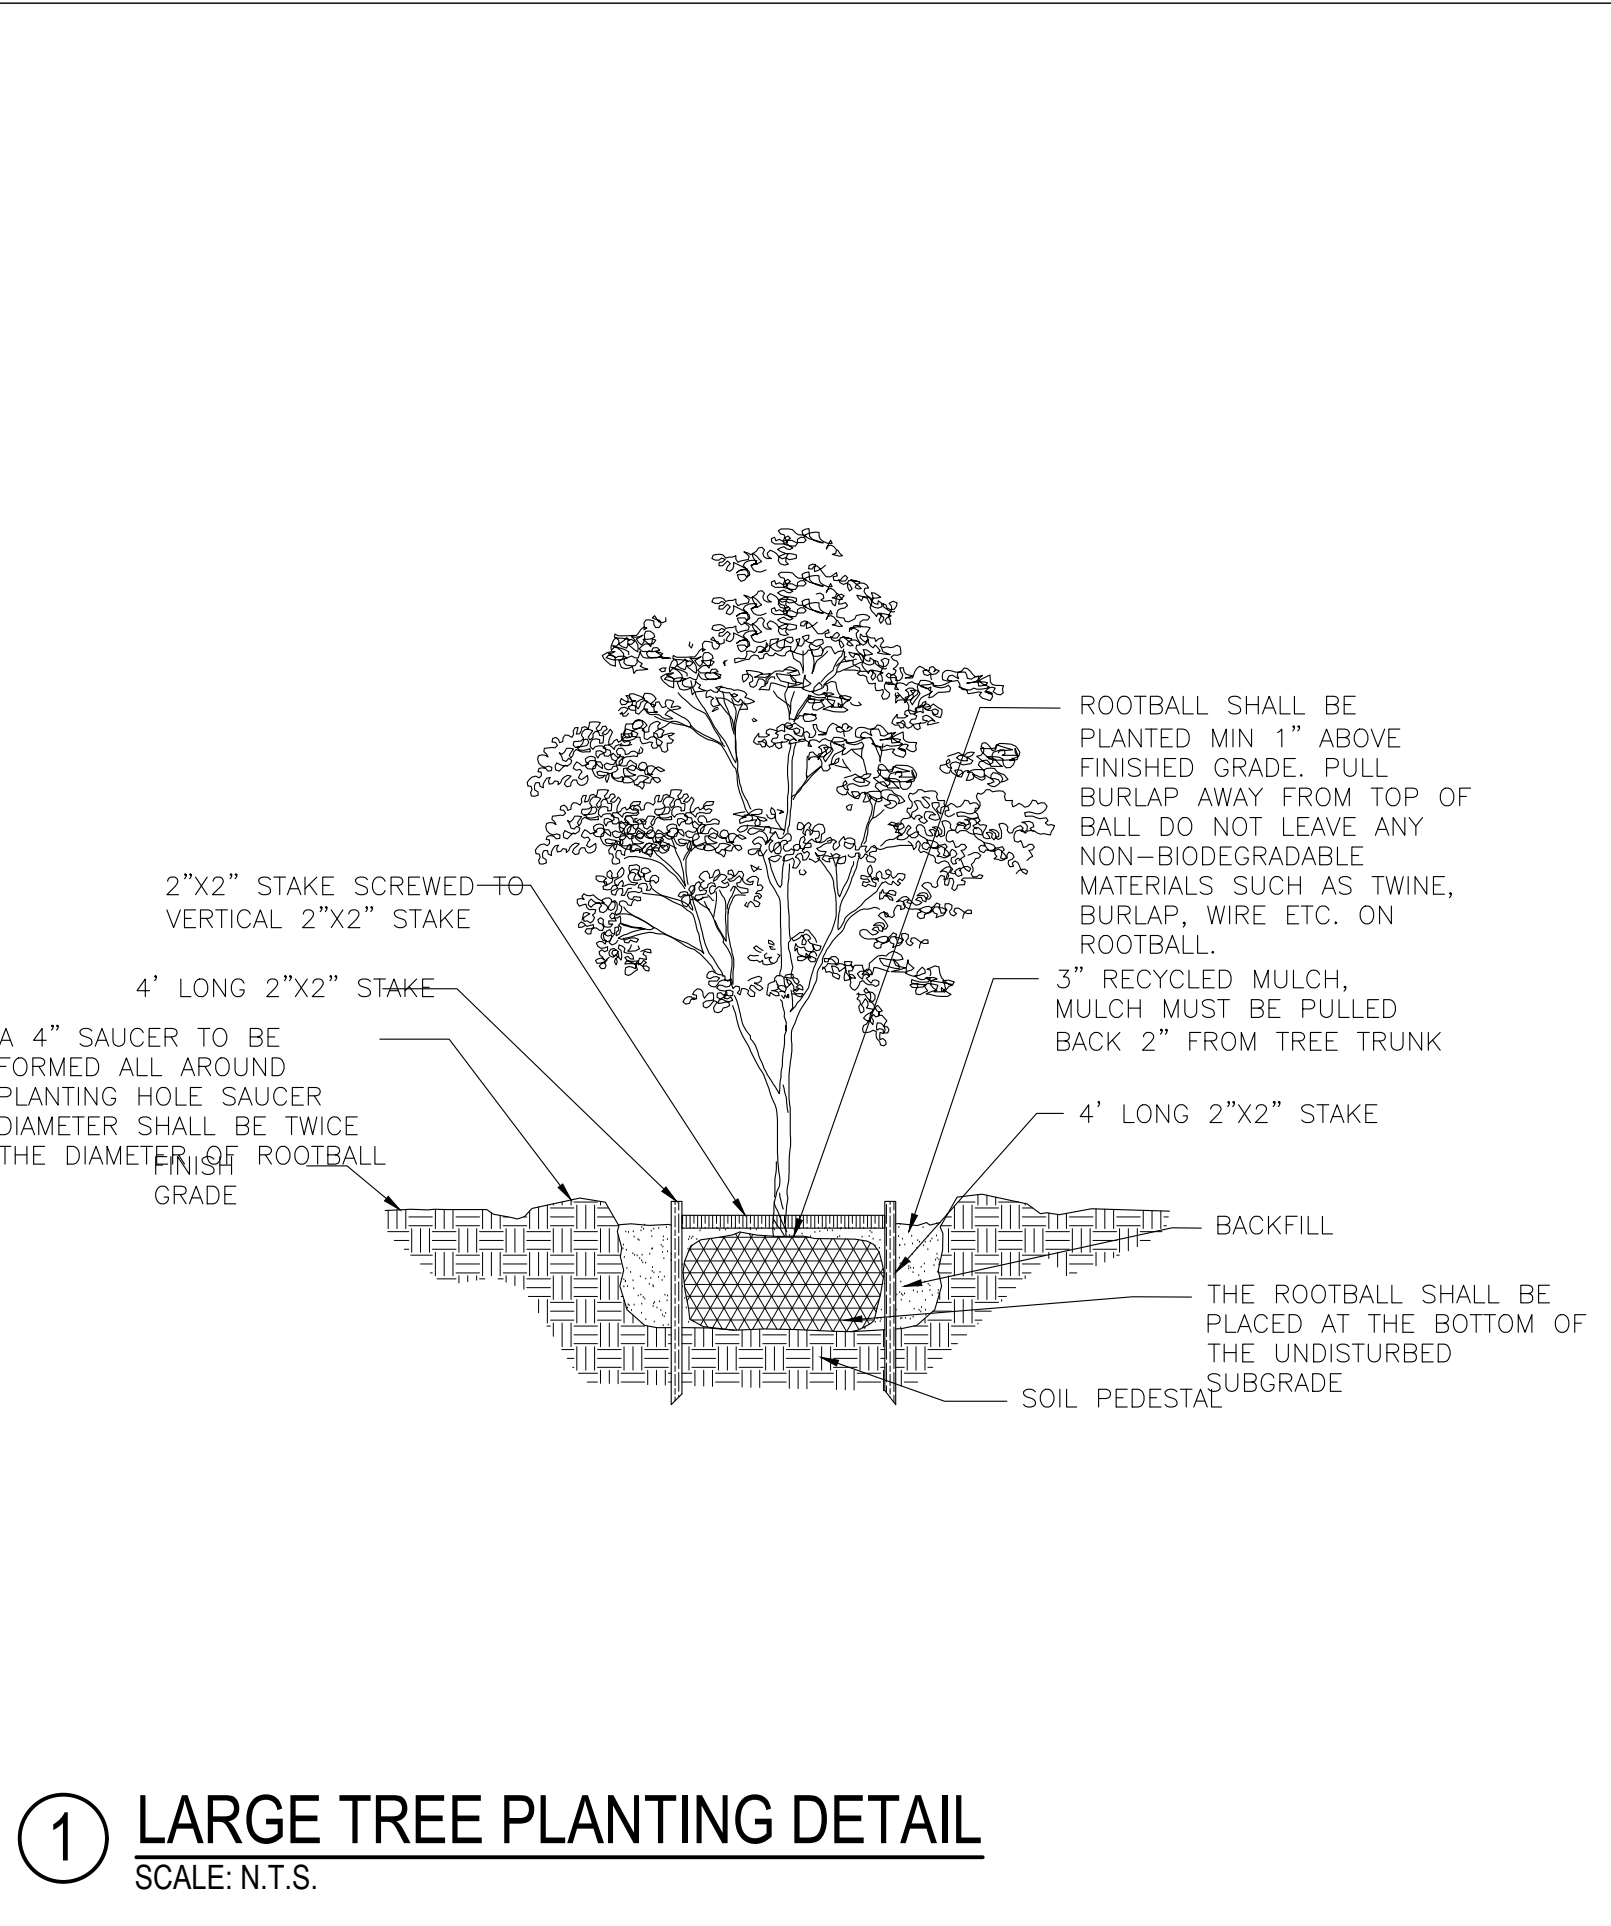 ROOTBALL SHALL BE
PLANTED MIN 1" ABOVE
FINISHED GRADE. PULL
BURLAP AWAY FROM TOP OF
BALL DO NOT LEAVE ANY
NON-BIODEGRADABLE
MATERIALS SUCH AS TWINE,
BURLAP, WIRE ETC. ON
ROOTBALL.
2"X2" STAKE SCREWED TO
VERTICAL 2"X2" STAKE
4' LONG 2"X2" STAKE
A 4" SAUCER TO BE
FORMED ALL AROUND
PLANTING HOLE SAUCER
DIAMETER SHALL BE TWICE
THE DIAMETER OF ROOTBALL
FINISH
GRADE
3" RECYCLED MULCH,
MULCH MUST BE PULLED
BACK 2" FROM TREE TRUNK
4' LONG 2"X2" STAKE
BACKFILL
THE ROOTBALL SHALL BE
PLACED AT THE BOTTOM OF
THE UNDISTURBED
SUBGRADE
SOIL PEDESTAL
1
LARGE TREE PLANTING DETAIL
SCALE: N.T.S.